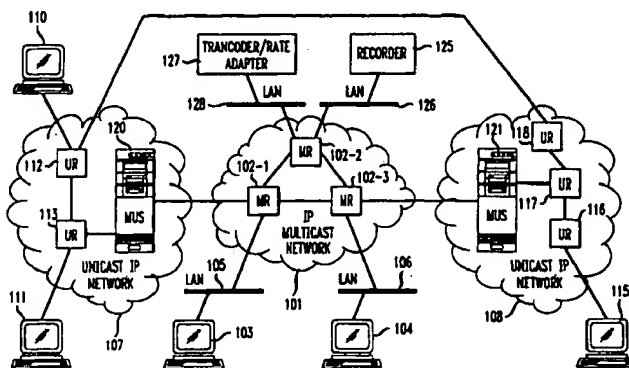 110
127
TRANCODER/RATE
ADAPTER
RECORDER
125
LAN
LAN
128
126
120
121
118
UR
112
UR
MR
102-2
102-1
102-3
UR
117
113
UR
MUS
MR
IP
MULTICAST
NETWORK
MR
MUS
UR
116
UNICAST IP
NETWORK
105
LAN
101
LAN
106
UNICAST IP
NETWORK
111
107
103
104
108
115